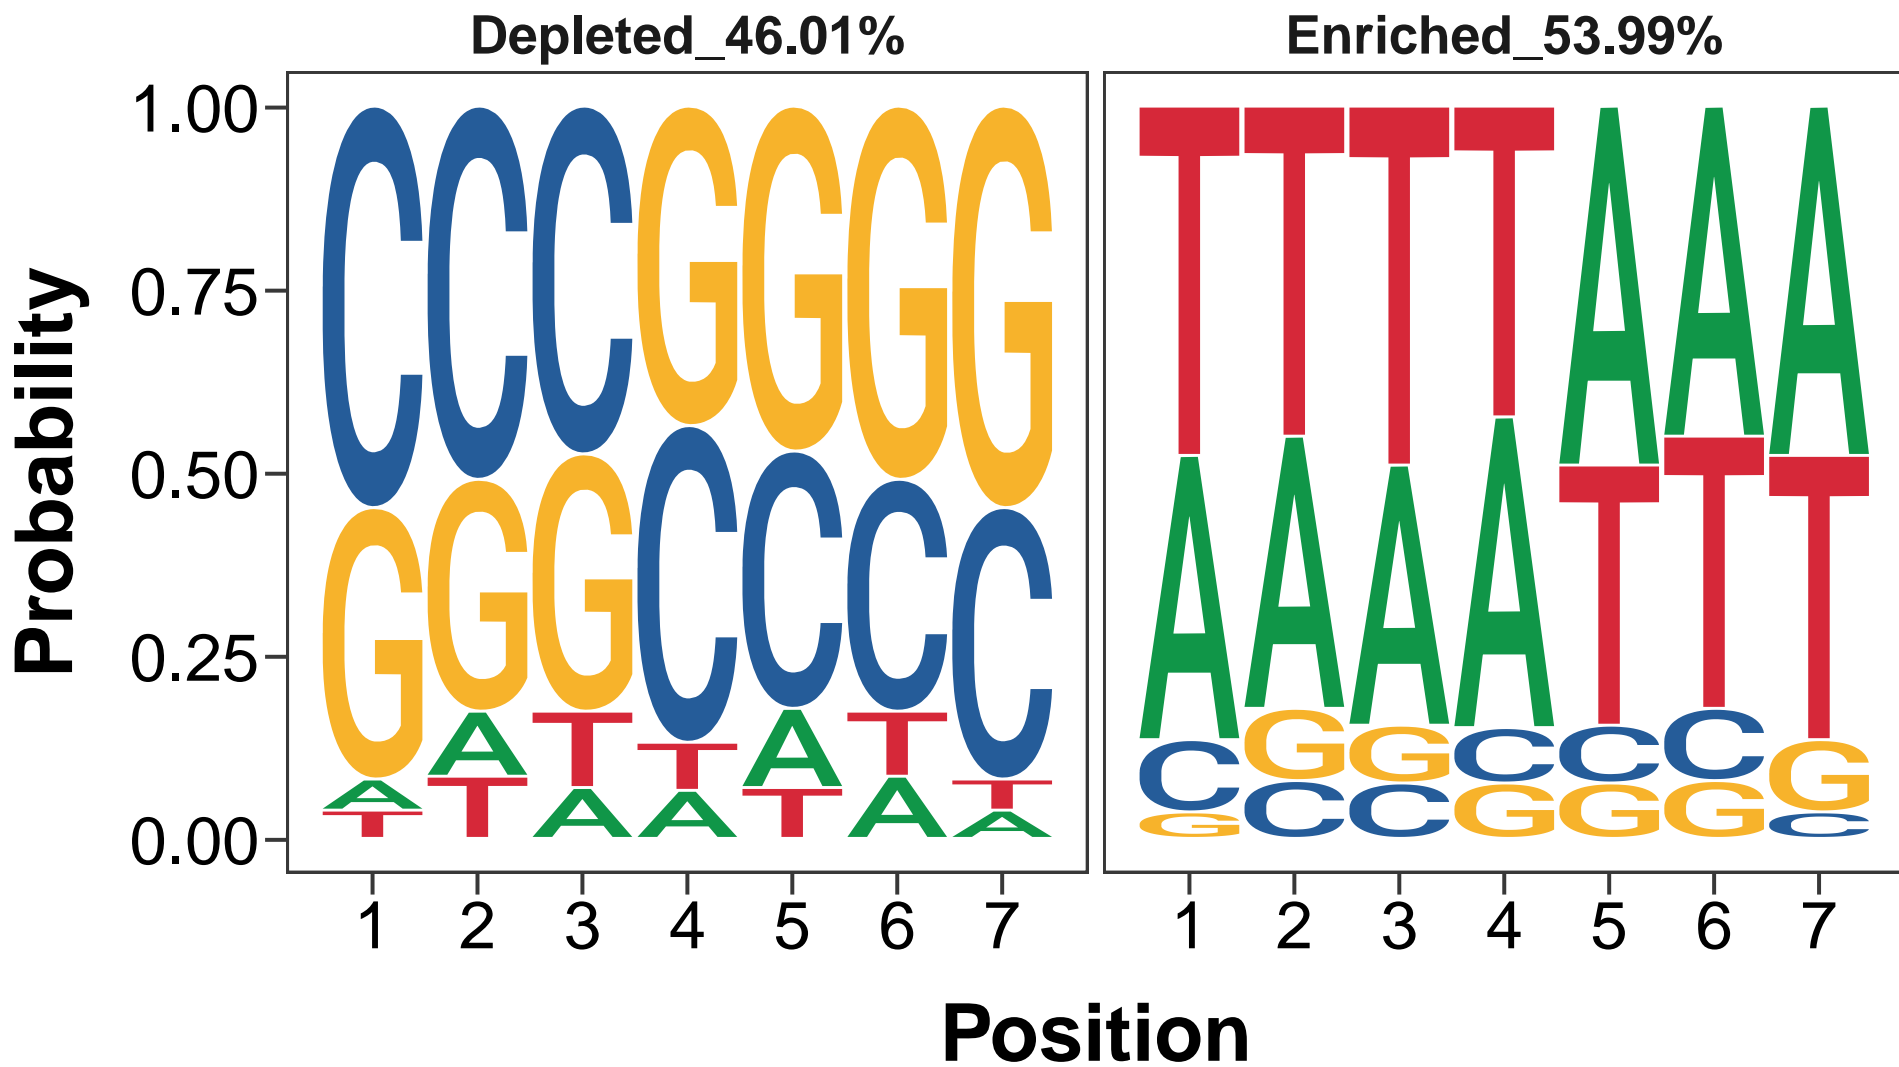 Depleted_46.01%
Enriched_53.99%
Probability
1.00
0.75
0.50
0.25
0.00
C C C G G G G
G G G C C C C
A A T T A T T
T T A A T A A
T T T T A A A
A A A A T T T
C G G C C C G
G C C G G G C
1 2 3 4 5 6 7
1 2 3 4 5 6 7
Position